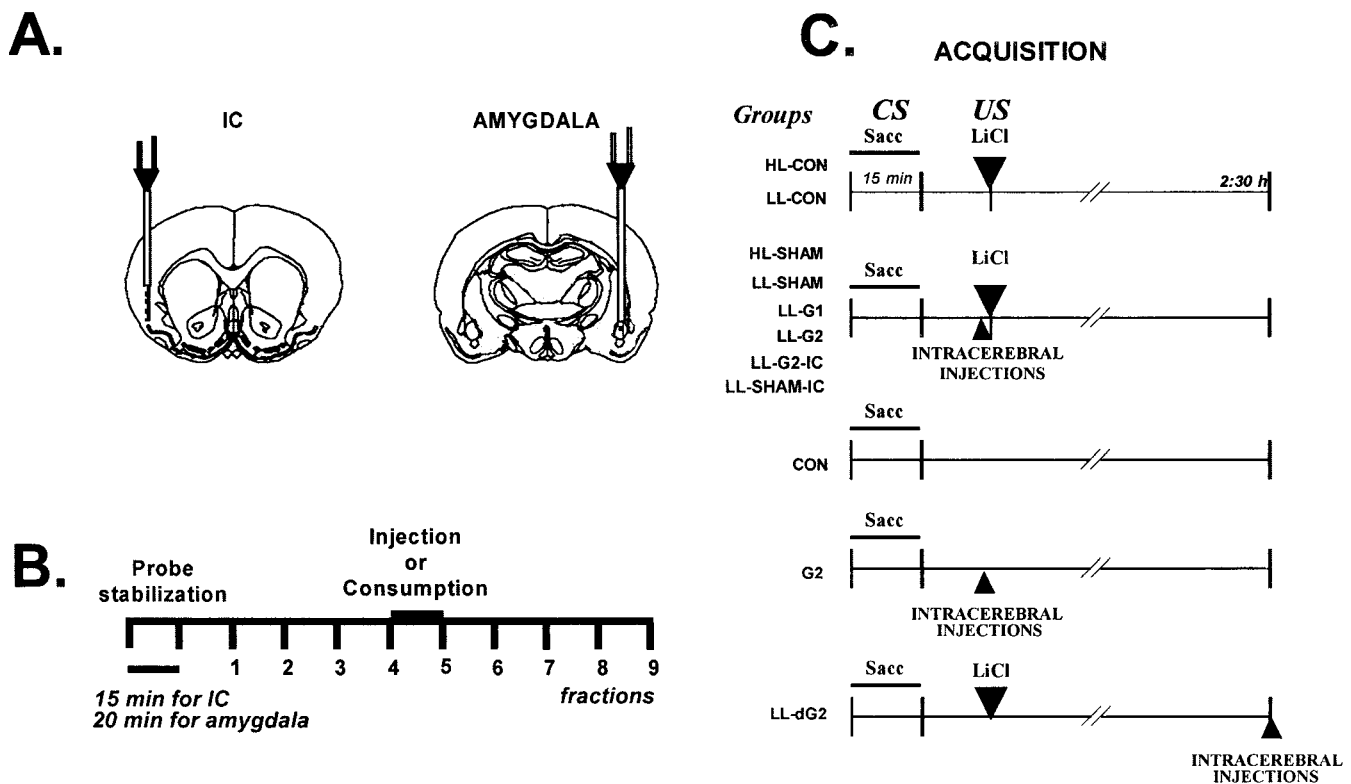 A.
IC
AMYGDALA
B.
Probe
stabilization
Injection
or
Consumption
1 2 3 4 5 6 7 8 9
15 min for IC
20 min for amygdala
fractions
C.
ACQUISITION
Groups CS US
Sacc LiCl
HL-CON
15 min 2:30 h
LL-CON
HL-SHAM
LiCl
Sacc
LL-SHAM
LL-G1
LL-G2
INTRACEREBRAL
INJECTIONS
LL-G2-IC
LL-SHAM-IC
Sacc
CON
Sacc
G2
INTRACEREBRAL
INJECTIONS
Sacc LiCl
LL-dG2
INTRACEREBRAL
INJECTIONS